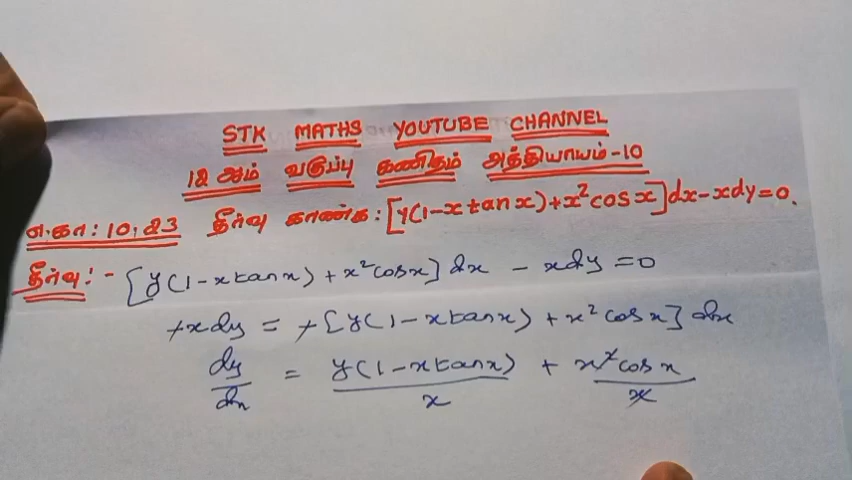 STK MATHS YOUTUBE CHANNEL
12 ஆம் வகுப்பு கணிதம் அத்தியாயம்-10
எ.கா: 10.23 தீர்வு காண்க: [y(1-x tan x)+x² cos x]dx-xdy=0.
தீர்வு:- [y(1-x tan x) + x² cos x] dx - xdy = 0
+xdy = +[y(1-x tan x) + x² cos x] dx
dy/dx = y(1-x tan x)/x + x² cos x/x